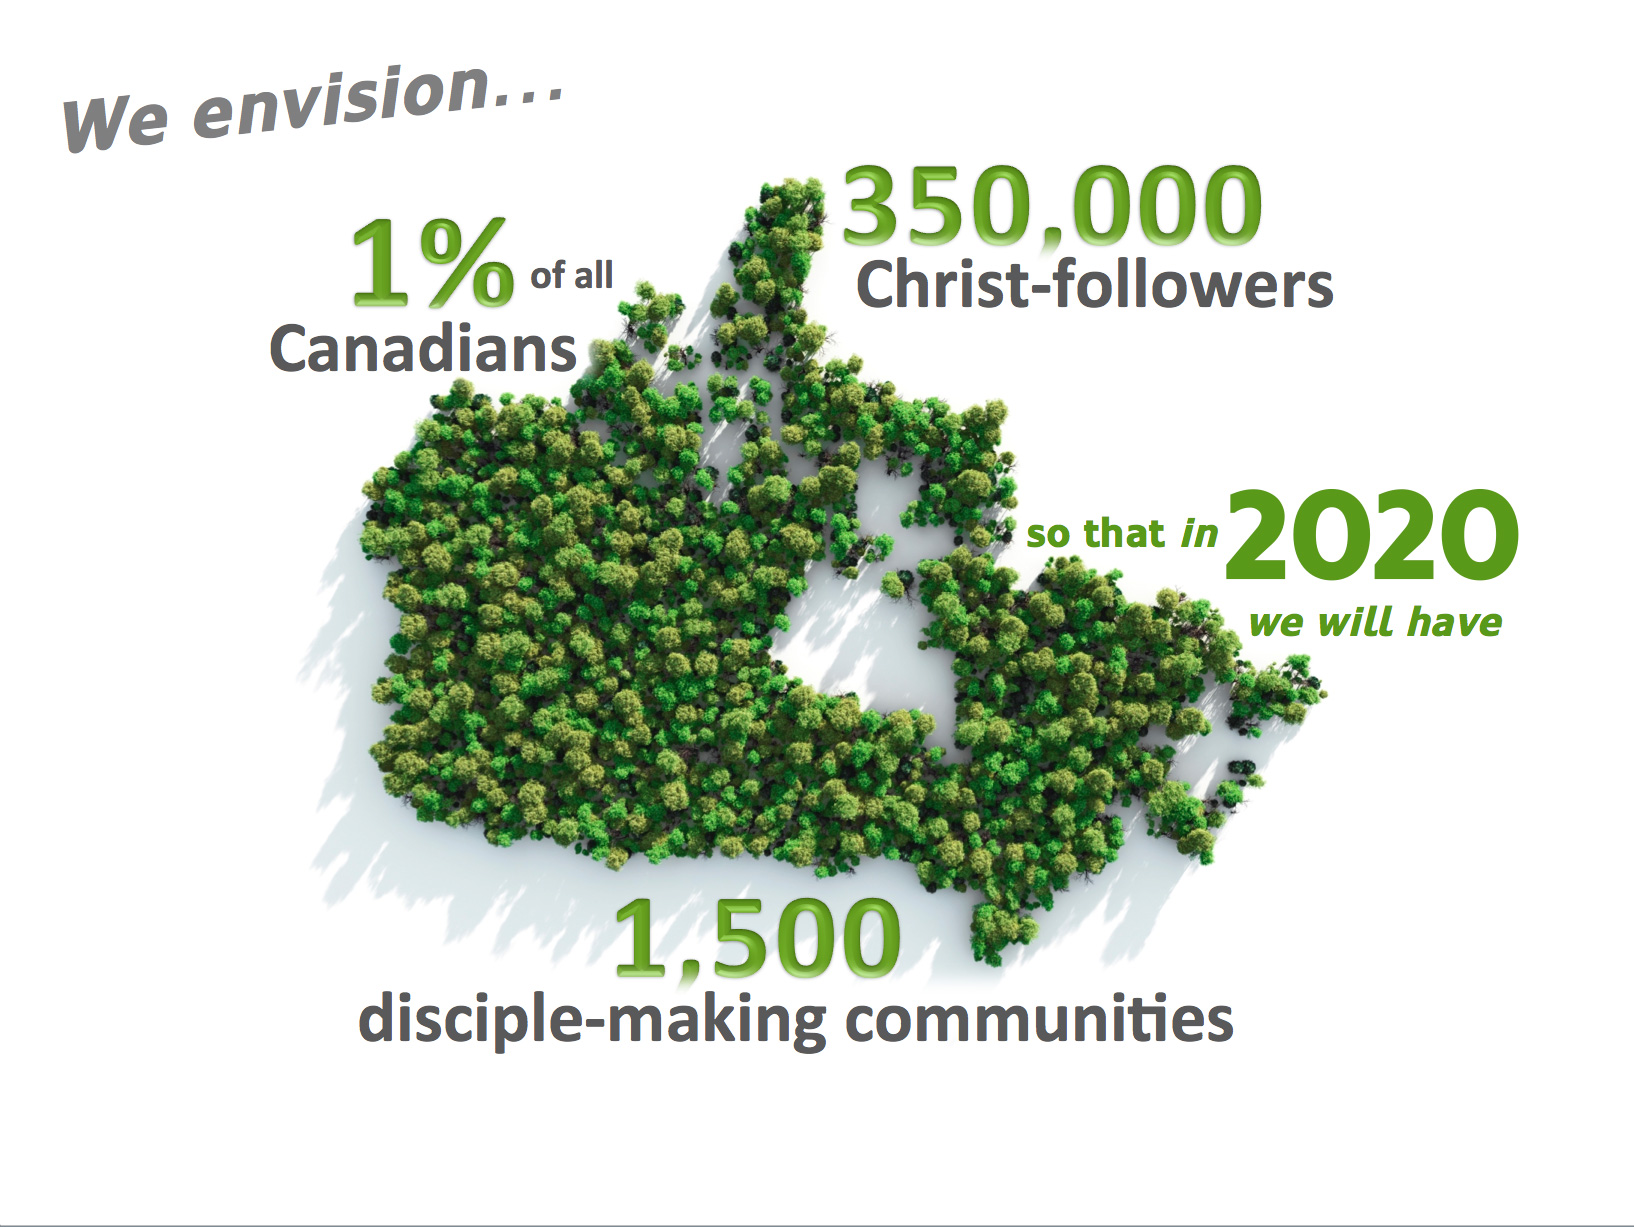 We envision...
1% of all
Canadians
350,000
Christ-followers
so that in 2020
we will have
1,500
disciple-making communities